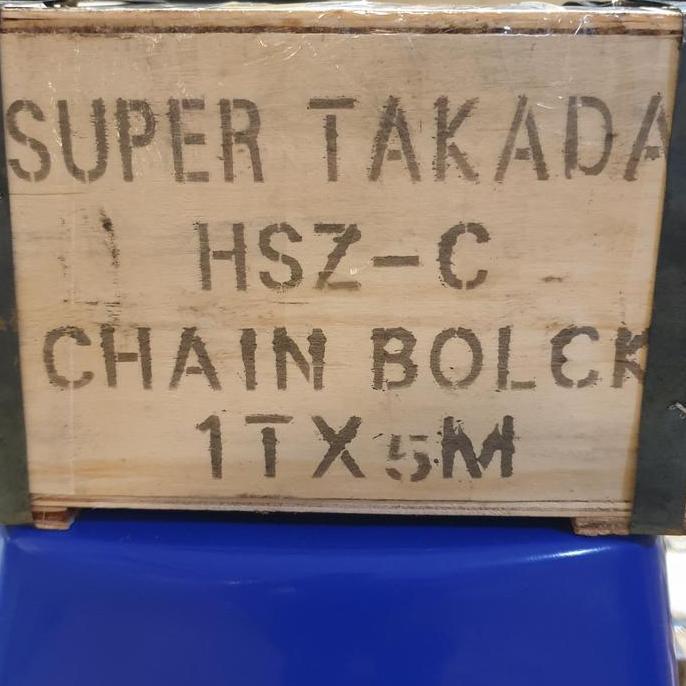 SUPER TAKADA
HSZ-C
CHAIN BOLCK
1TX5M